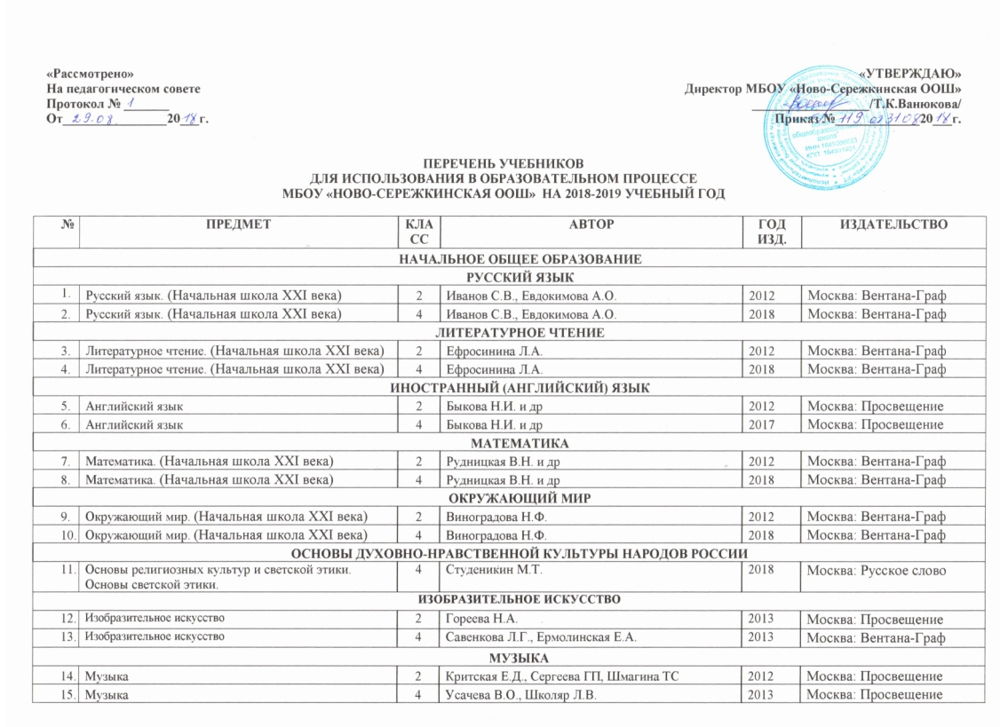 «Рассмотрено»
На педагогическом совете
Протокол № 1
От 29.08. 2018г.
«УТВЕРЖДАЮ»
Директор МБОУ «Ново-Сережкинская ООШ»
/Т.К.Ванюкова/
Приказ № 119 от 31 08 2018г.
ПЕРЕЧЕНЬ УЧЕБНИКОВ
ДЛЯ ИСПОЛЬЗОВАНИЯ В ОБРАЗОВАТЕЛЬНОМ ПРОЦЕССЕ
МБОУ «НОВО-СЕРЕЖКИНСКАЯ ООШ» НА 2018-2019 УЧЕБНЫЙ ГОД
№ ПРЕДМЕТ КЛАСС АВТОР ГОД ИЗД. ИЗДАТЕЛЬСТВО
НАЧАЛЬНОЕ ОБЩЕЕ ОБРАЗОВАНИЕ
РУССКИЙ ЯЗЫК
1. Русский язык. (Начальная школа XXI века) 2 Иванов С.В., Евдокимова А.О. 2012 Москва: Вентана-Граф
2. Русский язык. (Начальная школа XXI века) 4 Иванов С.В., Евдокимова А.О. 2018 Москва: Вентана-Граф
ЛИТЕРАТУРНОЕ ЧТЕНИЕ
3. Литературное чтение. (Начальная школа XXI века) 2 Ефросинина Л.А. 2012 Москва: Вентана-Граф
4. Литературное чтение. (Начальная школа XXI века) 4 Ефросинина Л.А. 2018 Москва: Вентана-Граф
ИНОСТРАННЫЙ (АНГЛИЙСКИЙ) ЯЗЫК
5. Английский язык 2 Быкова Н.И. и др 2012 Москва: Просвещение
6. Английский язык 4 Быкова Н.И. и др 2017 Москва: Просвещение
МАТЕМАТИКА
7. Математика. (Начальная школа XXI века) 2 Рудницкая В.Н. и др 2012 Москва: Вентана-Граф
8. Математика. (Начальная школа XXI века) 4 Рудницкая В.Н. и др 2018 Москва: Вентана-Граф
ОКРУЖАЮЩИЙ МИР
9. Окружающий мир. (Начальная школа XXI века) 2 Виноградова Н.Ф. 2012 Москва: Вентана-Граф
10. Окружающий мир. (Начальная школа XXI века) 4 Виноградова Н.Ф. 2018 Москва: Вентана-Граф
ОСНОВЫ ДУХОВНО-НРАВСТВЕННОЙ КУЛЬТУРЫ НАРОДОВ РОССИИ
11. Основы религиозных культур и светской этики. 4 Студеникин М.Т. 2018 Москва: Русское слово
Основы светской этики.
ИЗОБРАЗИТЕЛЬНОЕ ИСКУССТВО
12. Изобразительное искусство 2 Гореева Н.А. 2013 Москва: Просвещение
13. Изобразительное искусство 4 Савенкова Л.Г., Ермолинская Е.А. 2013 Москва: Вентана-Граф
МУЗЫКА
14. Музыка 2 Критская Е.Д., Сергеева ГП, Шмагина ТС 2012 Москва: Просвещение
15. Музыка 4 Усачева В.О., Школяр Л.В. 2013 Москва: Просвещение